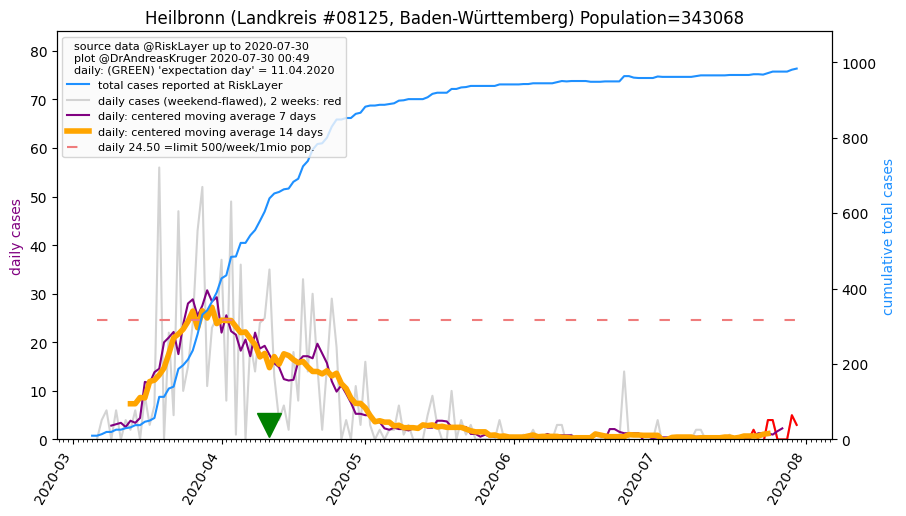 Heilbronn (Landkreis #08125, Baden-Württemberg) Population=343068
source data @RiskLayer up to 2020-07-30
plot @DrAndreasKruger 2020-07-30 00:49
daily: (GREEN) 'expectation day' = 11.04.2020
total cases reported at RiskLayer
daily cases (weekend-flawed), 2 weeks: red
daily: centered moving average 7 days
daily: centered moving average 14 days
daily 24.50 =limit 500/week/1mio pop.
daily cases
80
70
60
50
40
30
20
10
0
cumulative total cases
1000
800
600
400
200
0
2020-03
2020-04
2020-05
2020-06
2020-07
2020-08